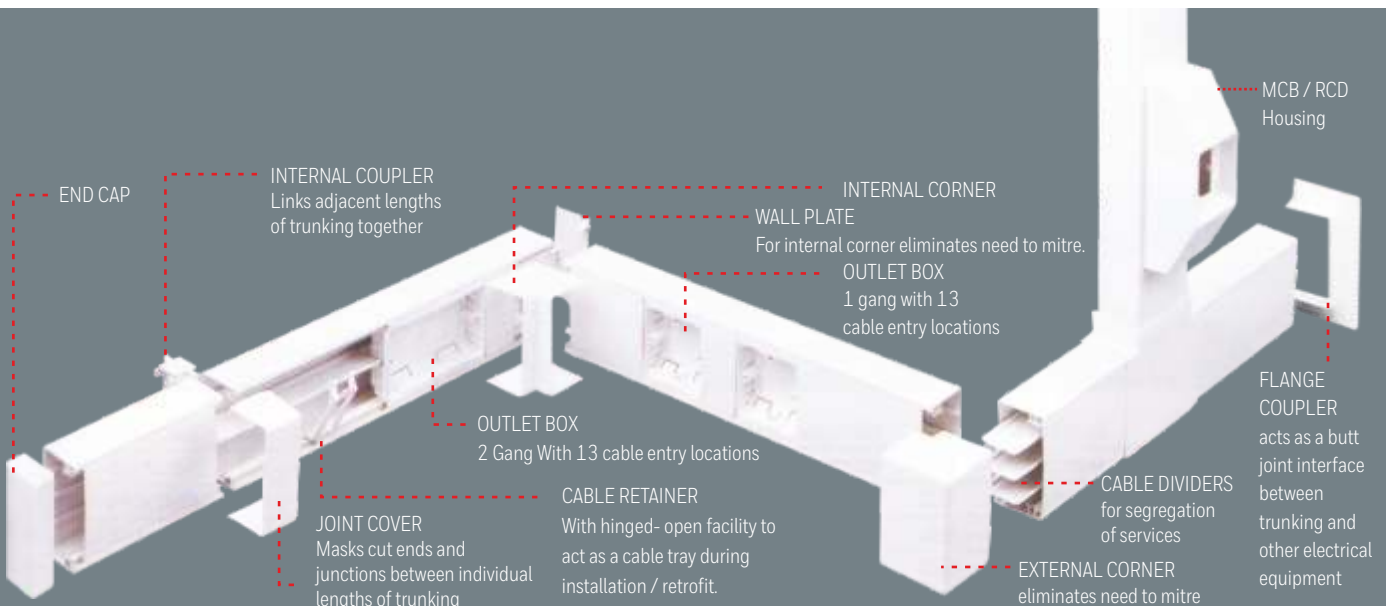 MCB / RCD
Housing
END CAP
INTERNAL COUPLER
Links adjacent lengths
of trunking together
INTERNAL CORNER
WALL PLATE
For internal corner eliminates need to mitre.
OUTLET BOX
1 gang with 13
cable entry locations
OUTLET BOX
2 Gang With 13 cable entry locations
CABLE RETAINER
With hinged- open facility to
act as a cable tray during
installation / retrofit.
JOINT COVER
Masks cut ends and
junctions between individual
lengths of trunking
CABLE DIVIDERS
for segregation
of services
EXTERNAL CORNER
eliminates need to mitre
FLANGE
COUPLER
acts as a butt
joint interface
between
trunking and
other electrical
equipment